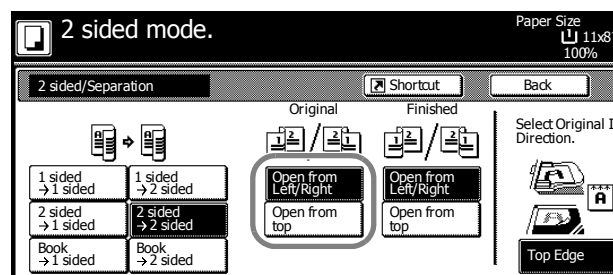 2 sided mode.
Paper Size
11x8
100%
2 sided/Separation
Shortcut
Back
Original
Finished
Select Original
Direction.
1 sided
→1 sided
1 sided
→2 sided
2 sided
→1 sided
2 sided
→2 sided
Book
→1 sided
Book
→2 sided
Open from
Left/Right
Open from
top
Open from
Left/Right
Open from
top
Top Edge